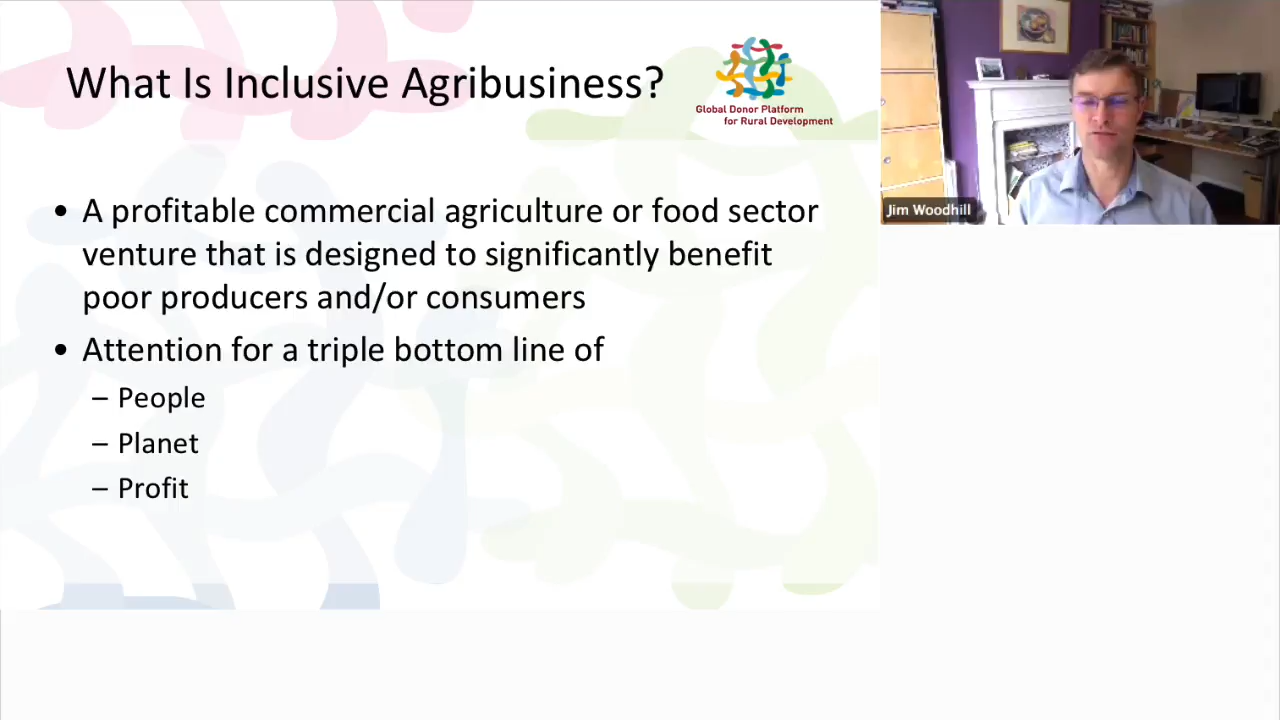 What Is Inclusive Agribusiness?
Global Donor Platform
for Rural Development
• A profitable commercial agriculture or food sector
venture that is designed to significantly benefit
poor producers and/or consumers
• Attention for a triple bottom line of
– People
– Planet
– Profit
Jim Woodhill